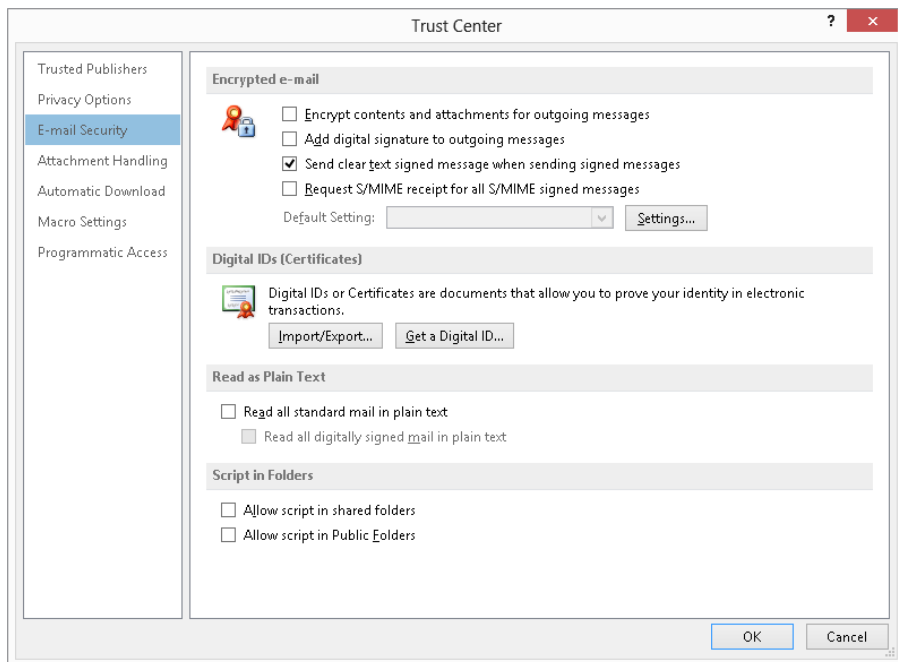 Trust Center
?
Trusted Publishers
Privacy Options
E-mail Security
Attachment Handling
Automatic Download
Macro Settings
Programmatic Access
Encrypted e-mail
Encrypt contents and attachments for outgoing messages
Add digital signature to outgoing messages
Send clear text signed message when sending signed messages
Request S/MIME receipt for all S/MIME signed messages
Default Setting:
Settings...
Digital IDs (Certificates)
Digital IDs or Certificates are documents that allow you to prove your identity in electronic
transactions.
Import/Export...
Get a Digital ID...
Read as Plain Text
Read all standard mail in plain text
Read all digitally signed mail in plain text
Script in Folders
Allow script in shared folders
Allow script in Public Folders
OK
Cancel